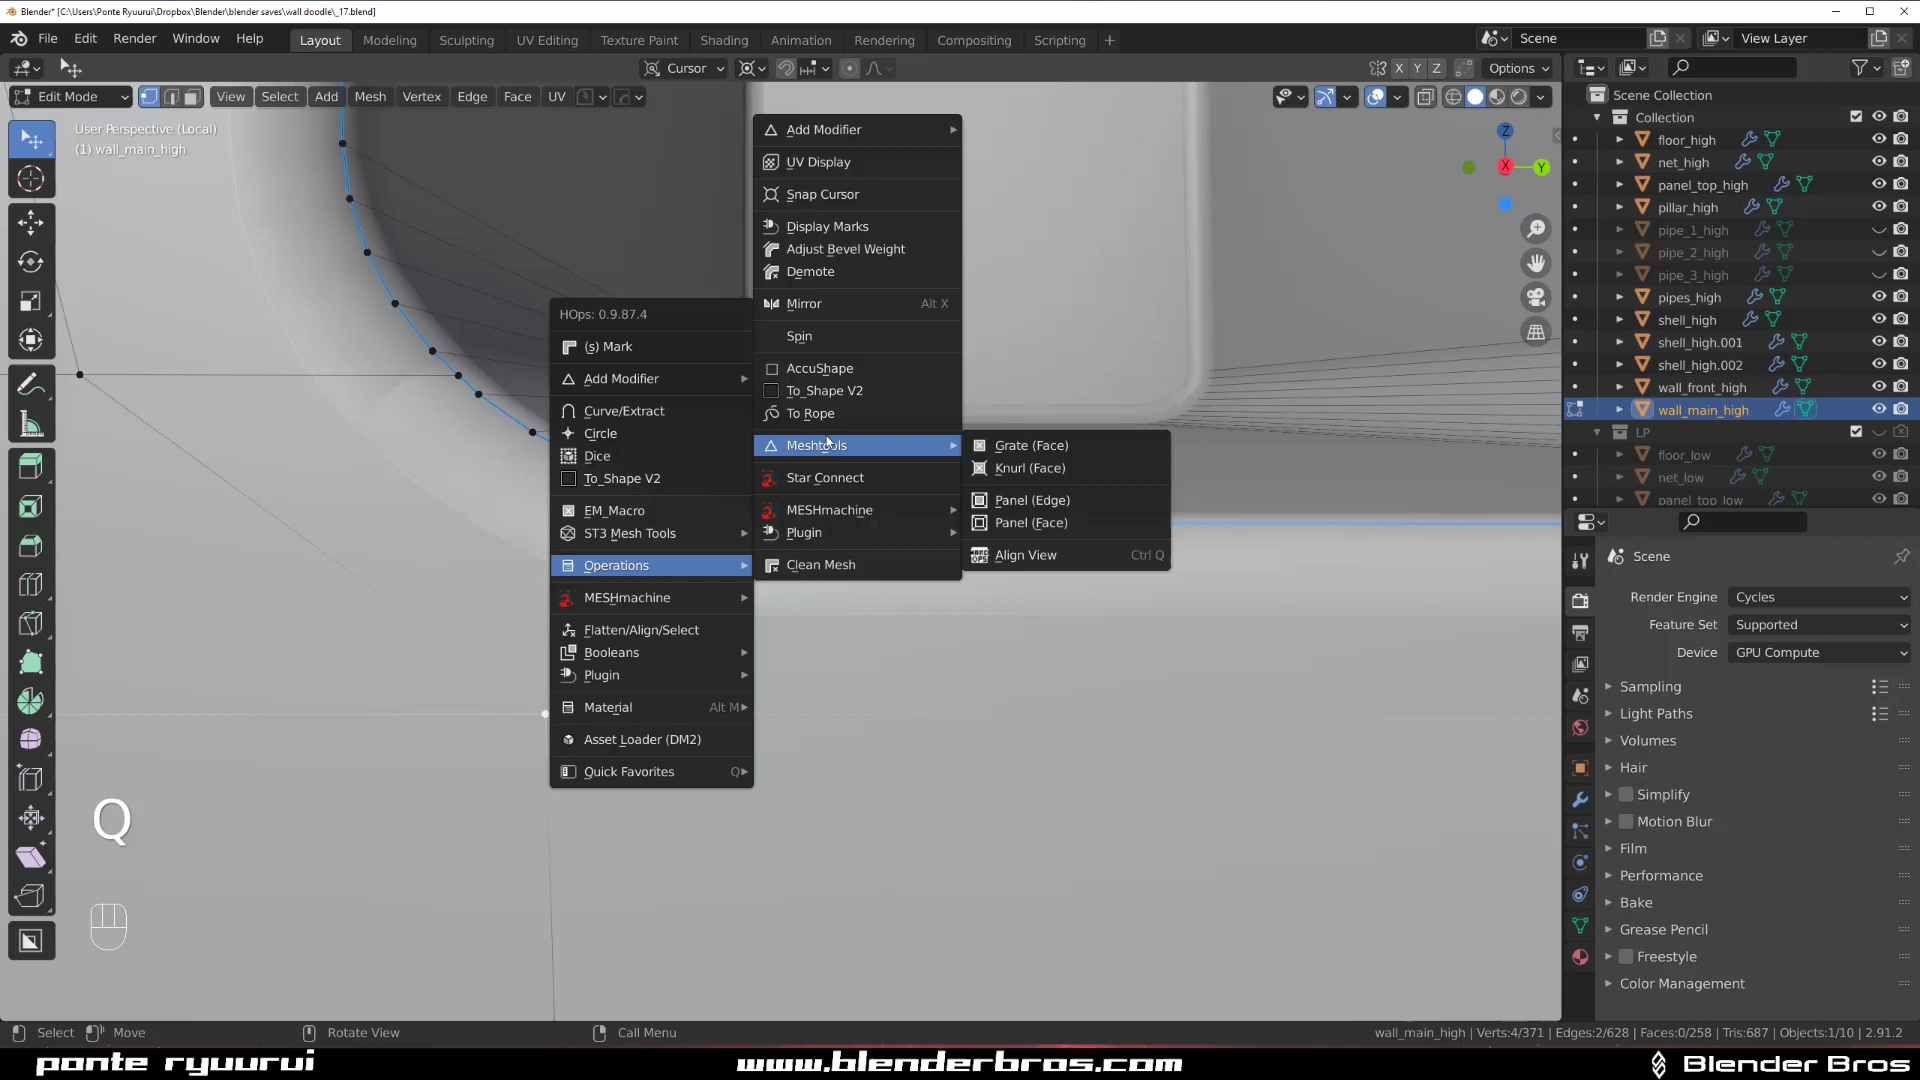 Blender* [C:\Users\Ponte Ryuurui\Dropbox\Blender\blender saves\wall doodle\_17.blend]
File Edit Render Window Help
Layout Modeling Sculpting UV Editing Texture Paint Shading Animation Rendering Compositing Scripting +
Scene
View Layer
Cursor
X Y Z
Options
Edit Mode
View Select Add Mesh Vertex Edge Face UV
User Perspective (Local)
(1) wall_main_high
Z
X
Y
HOps: 0.9.87.4
(s) Mark
Add Modifier
Curve/Extract
Circle
Dice
To_Shape V2
EM_Macro
ST3 Mesh Tools
Operations
MESHmachine
Flatten/Align/Select
Booleans
Plugin
Material Alt M
Asset Loader (DM2)
Quick Favorites Q
Add Modifier
UV Display
Snap Cursor
Display Marks
Adjust Bevel Weight
Demote
Mirror Alt X
Spin
AccuShape
To_Shape V2
To Rope
Meshtools
Star Connect
MESHmachine
Plugin
Clean Mesh
Grate (Face)
Knurl (Face)
Panel (Edge)
Panel (Face)
Align View Ctrl Q
Q
Scene Collection
Collection
floor_high
net_high
panel_top_high
pillar_high
pipe_1_high
pipe_2_high
pipe_3_high
pipes_high
shell_high
shell_high.001
shell_high.002
wall_front_high
wall_main_high
LP
floor_low
net_low
panel_top_low
Scene
Render Engine Cycles
Feature Set Supported
Device GPU Compute
Sampling
Light Paths
Volumes
Hair
Simplify
Motion Blur
Film
Performance
Bake
Grease Pencil
Freestyle
Color Management
Select Move Rotate View Call Menu
wall_main_high | Verts:4/371 | Edges:2/628 | Faces:0/258 | Tris:687 | Objects:1/10 | 2.91.2
ponte ryuurui
www.blenderbros.com
Blender Bros